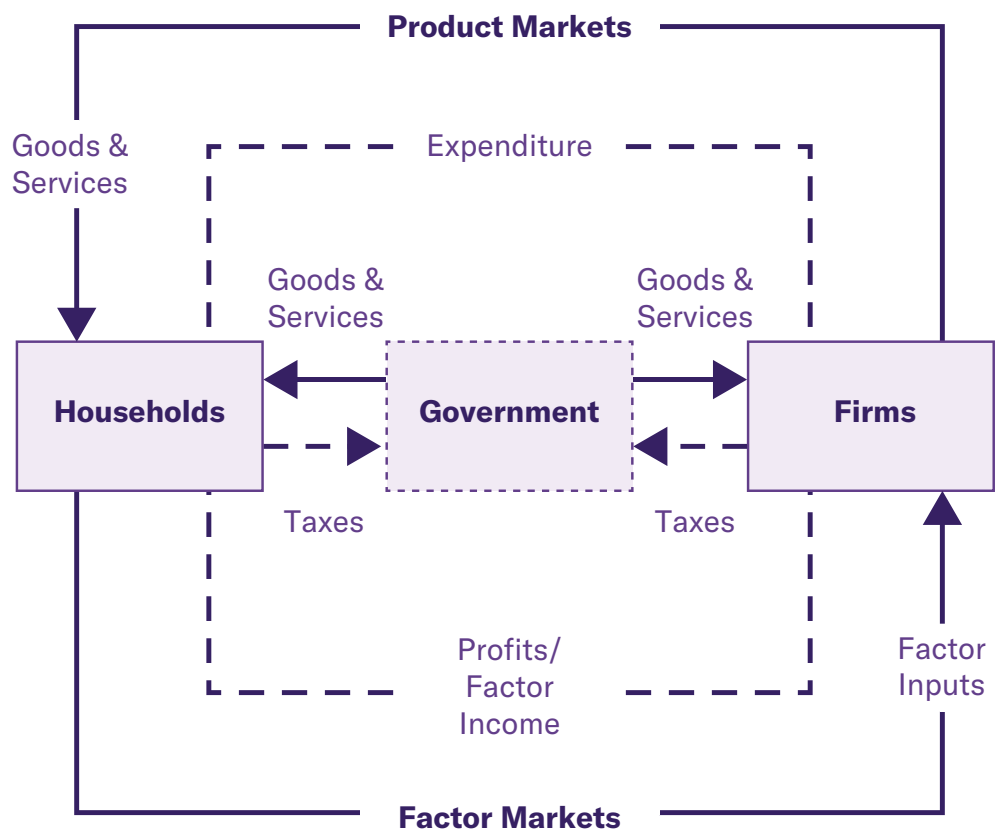 Product Markets
Goods &
Services
Expenditure
Goods &
Services
Goods &
Services
Households
Government
Firms
Taxes
Taxes
Profits/
Factor
Income
Factor
Inputs
Factor Markets